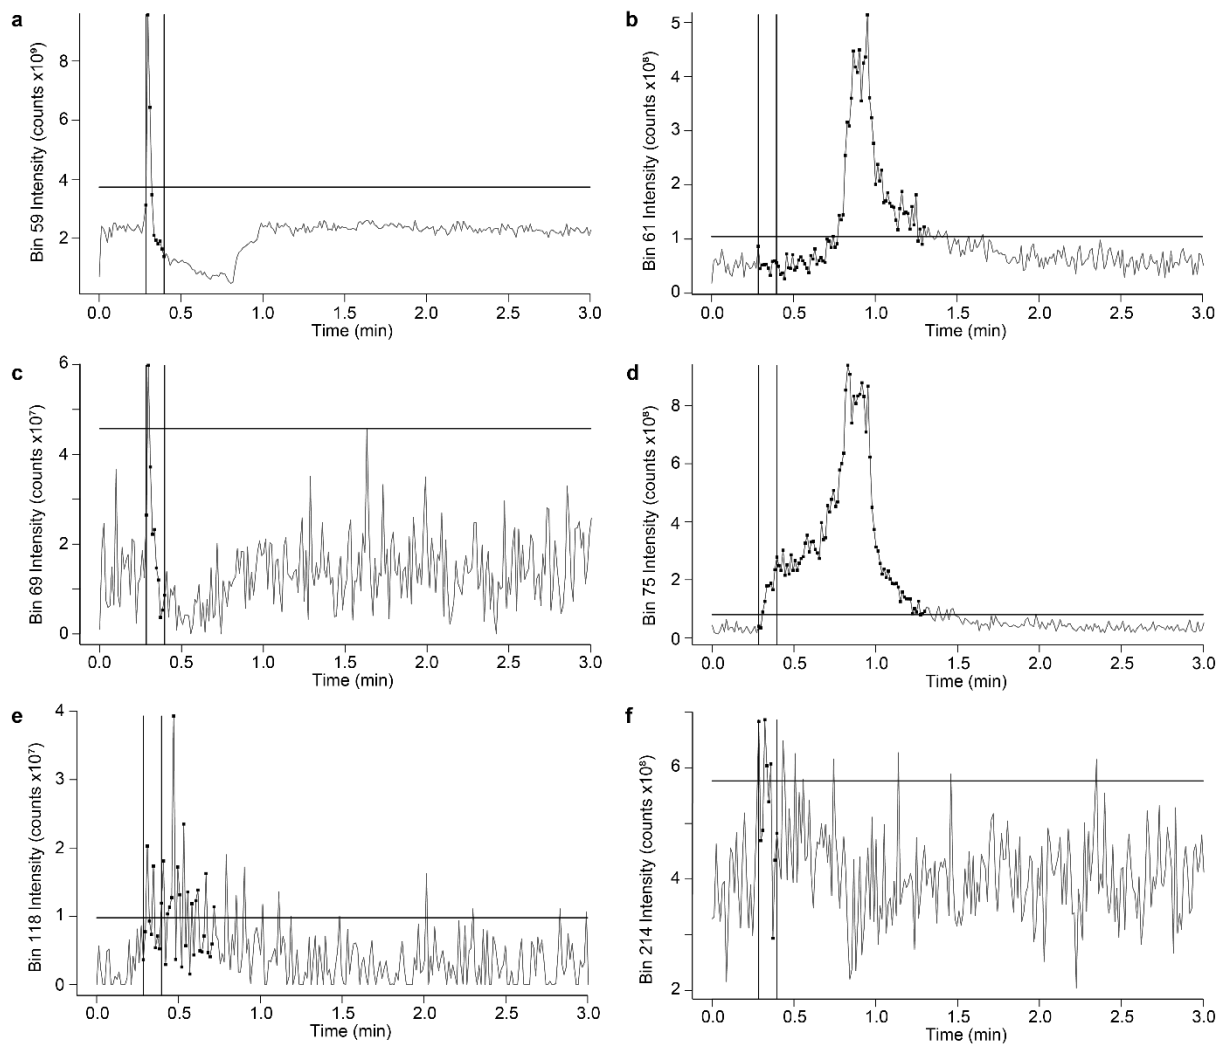 a
Bin 59 Intensity (counts x10⁹)
8
6
4
2
0.0 0.5 1.0 1.5 2.0 2.5 3.0
Time (min)
b
Bin 61 Intensity (counts x10⁸)
5
4
3
2
1
0
0.0 0.5 1.0 1.5 2.0 2.5 3.0
Time (min)
c
Bin 69 Intensity (counts x10⁷)
6
4
2
0
0.0 0.5 1.0 1.5 2.0 2.5 3.0
Time (min)
d
Bin 75 Intensity (counts x10⁸)
8
6
4
2
0
0.0 0.5 1.0 1.5 2.0 2.5 3.0
Time (min)
e
Bin 118 Intensity (counts x10⁷)
4
3
2
1
0
0.0 0.5 1.0 1.5 2.0 2.5 3.0
Time (min)
f
Bin 214 Intensity (counts x10⁸)
6
4
2
0.0 0.5 1.0 1.5 2.0 2.5 3.0
Time (min)